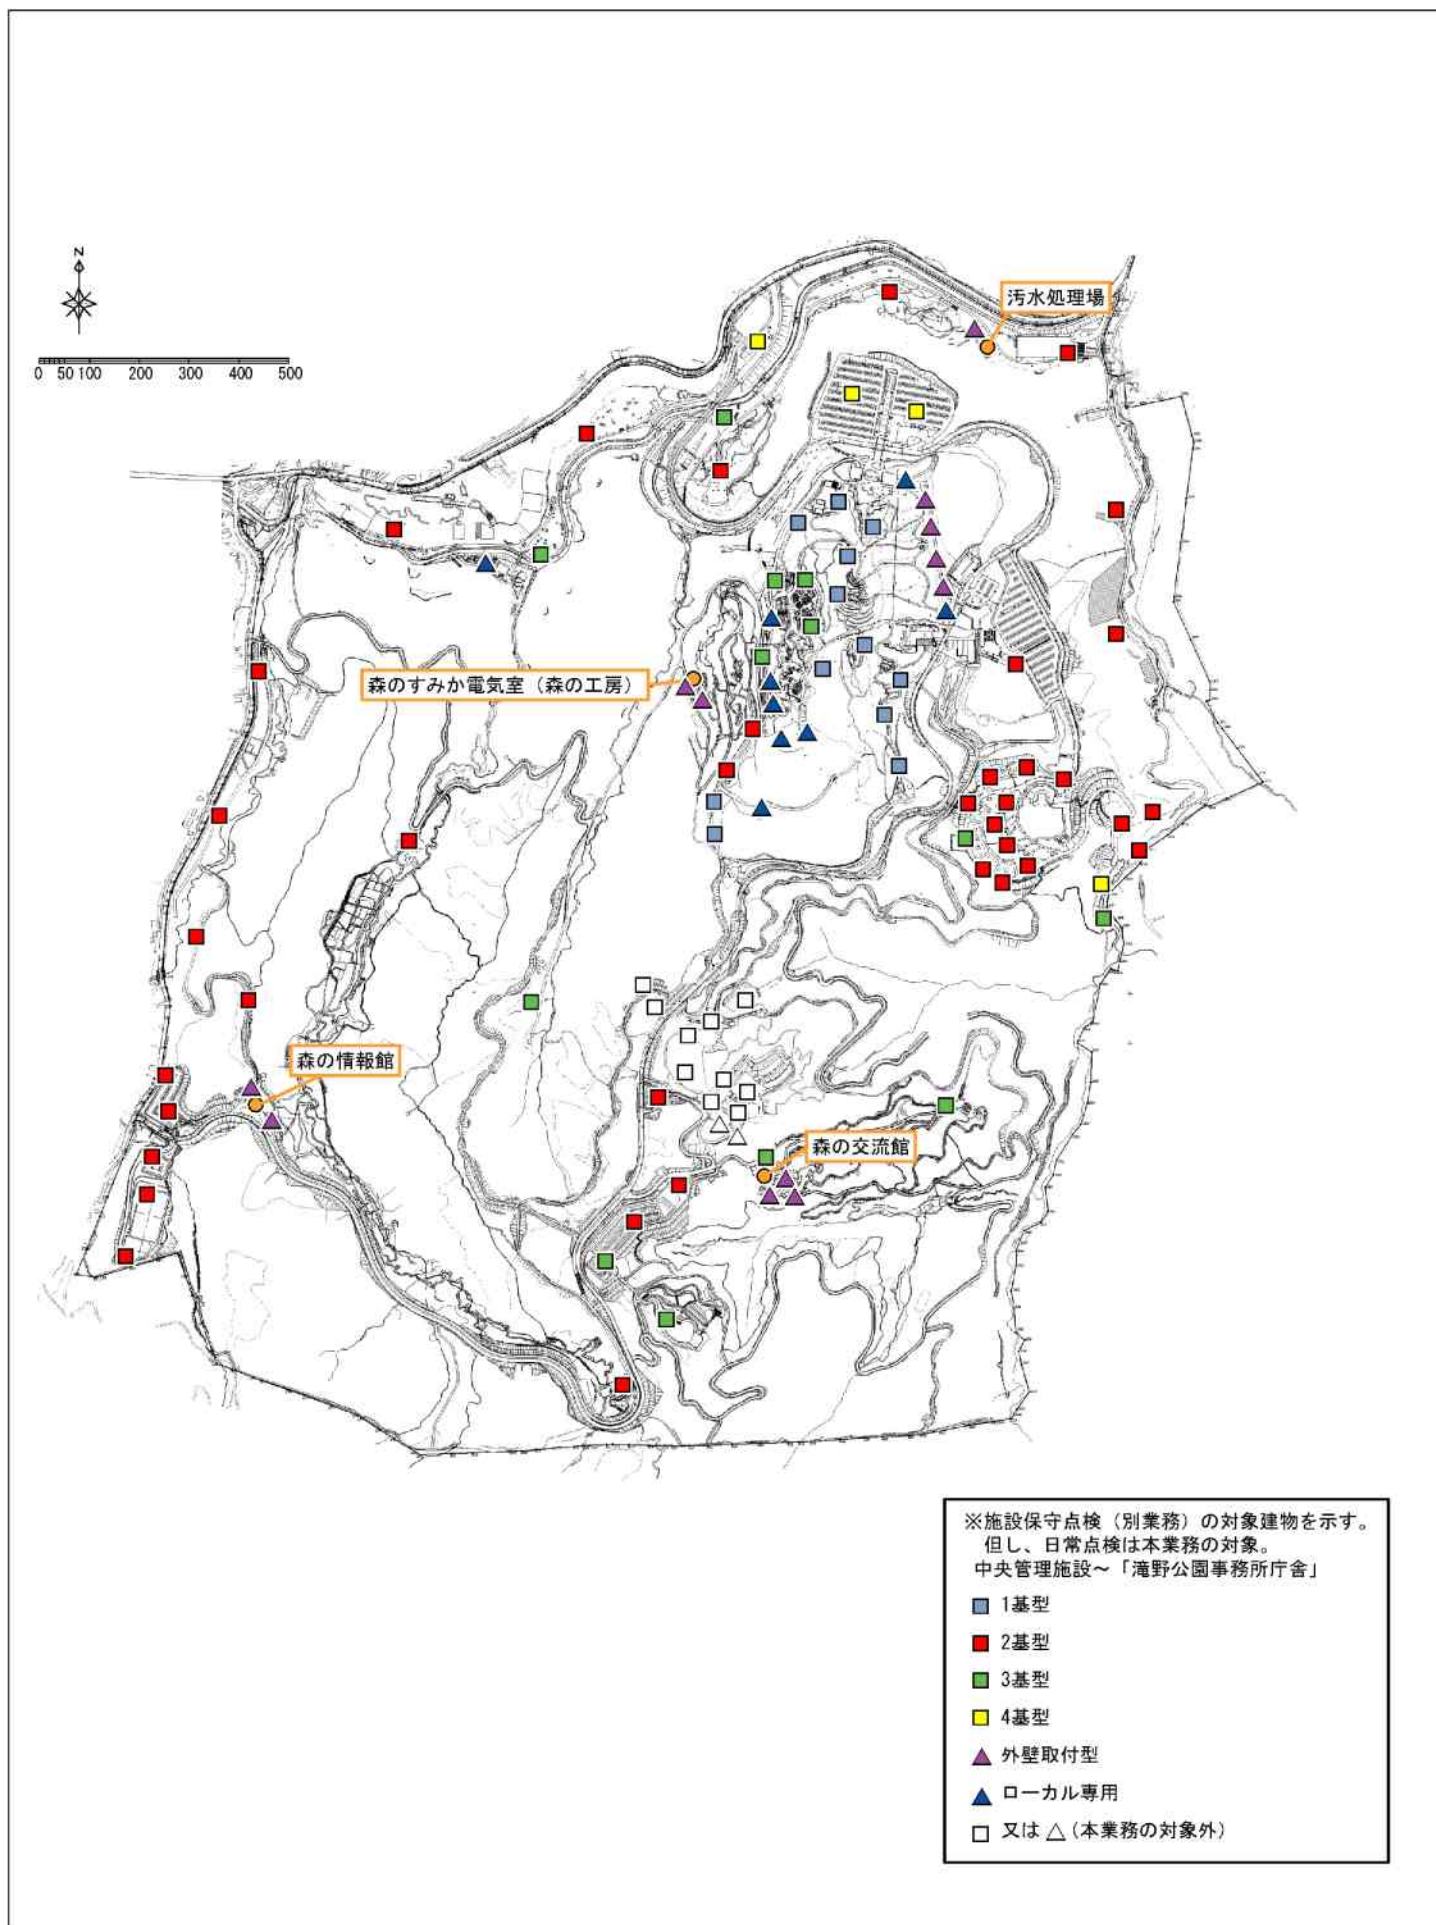 N
0 50 100 200 300 400 500
汚水処理場
森のすみか電気室（森の工房）
森の情報館
森の交流館
※施設保守点検（別業務）の対象建物を示す。
但し、日常点検は本業務の対象。
中央管理施設～「滝野公園事務所庁舎」
1基型
2基型
3基型
4基型
外壁取付型
ローカル専用
□ 又は △（本業務の対象外）